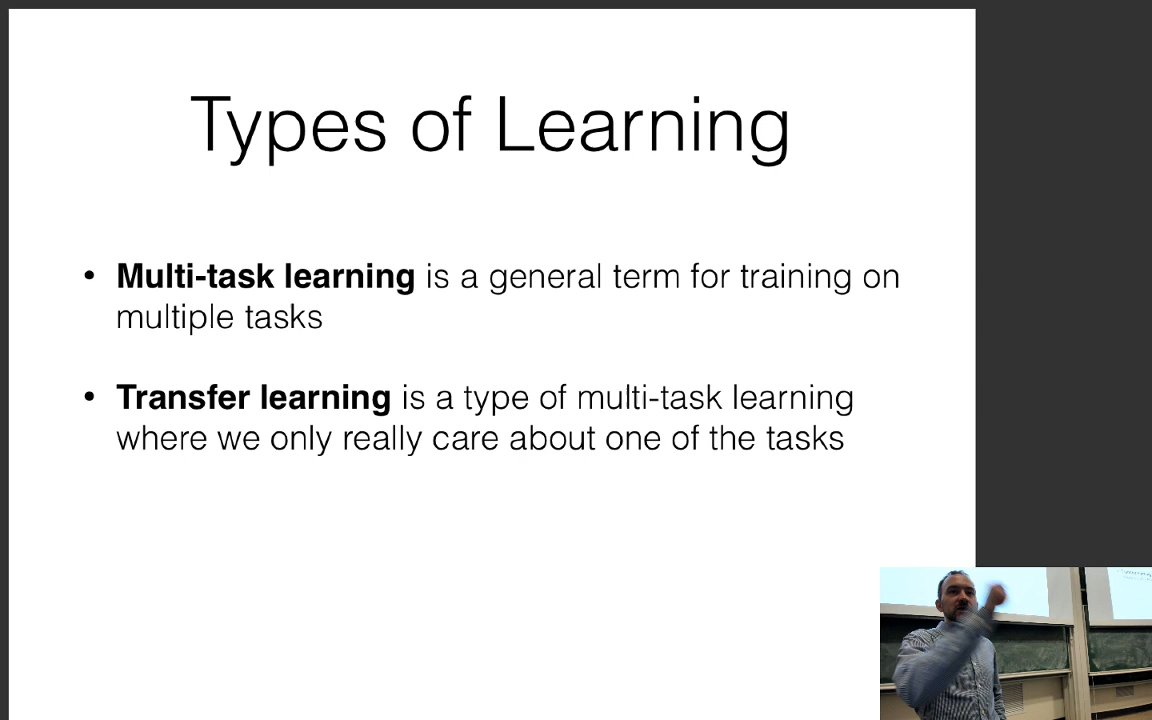 Types of Learning
• Multi-task learning is a general term for training on
multiple tasks
• Transfer learning is a type of multi-task learning
where we only really care about one of the tasks